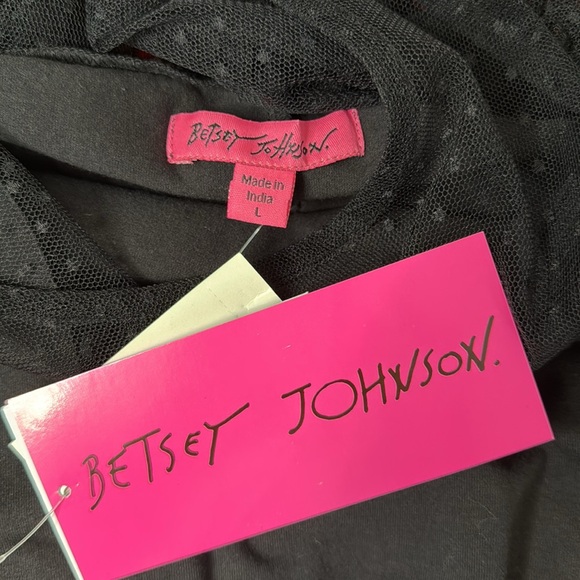 BETSEY JOHNSON.
Made in
India
L
BETSEY JOHNSON.